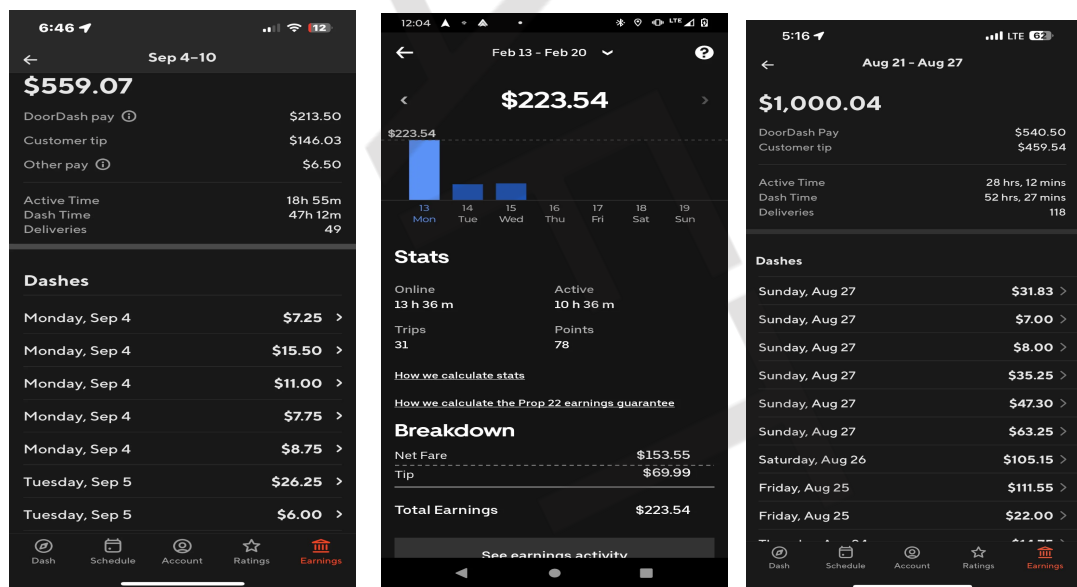 6:46
12
Sep 4–10
$559.07
DoorDash pay $213.50
Customer tip $146.03
Other pay $6.50
Active Time 18h 55m
Dash Time 47h 12m
Deliveries 49
Dashes
Monday, Sep 4 $7.25
Monday, Sep 4 $15.50
Monday, Sep 4 $11.00
Monday, Sep 4 $7.75
Monday, Sep 4 $8.75
Tuesday, Sep 5 $26.25
Tuesday, Sep 5 $6.00
Dash Schedule Account Ratings Earnings
12:04 LTE
Feb 13 – Feb 20
$223.54
$223.54
13 14 15 16 17 18 19
Mon Tue Wed Thu Fri Sat Sun
Stats
Online Active
13 h 36 m 10 h 36 m
Trips Points
31 78
How we calculate stats
How we calculate the Prop 22 earnings guarantee
Breakdown
Net Fare $153.55
Tip $69.99
Total Earnings $223.54
See earnings activity
5:16 LTE 62
Aug 21 – Aug 27
$1,000.04
DoorDash Pay $540.50
Customer tip $459.54
Active Time 28 hrs, 12 mins
Dash Time 52 hrs, 27 mins
Deliveries 118
Dashes
Sunday, Aug 27 $31.83
Sunday, Aug 27 $7.00
Sunday, Aug 27 $8.00
Sunday, Aug 27 $35.25
Sunday, Aug 27 $47.30
Sunday, Aug 27 $63.25
Saturday, Aug 26 $105.15
Friday, Aug 25 $111.55
Friday, Aug 25 $22.00
Dash Schedule Account Ratings Earnings